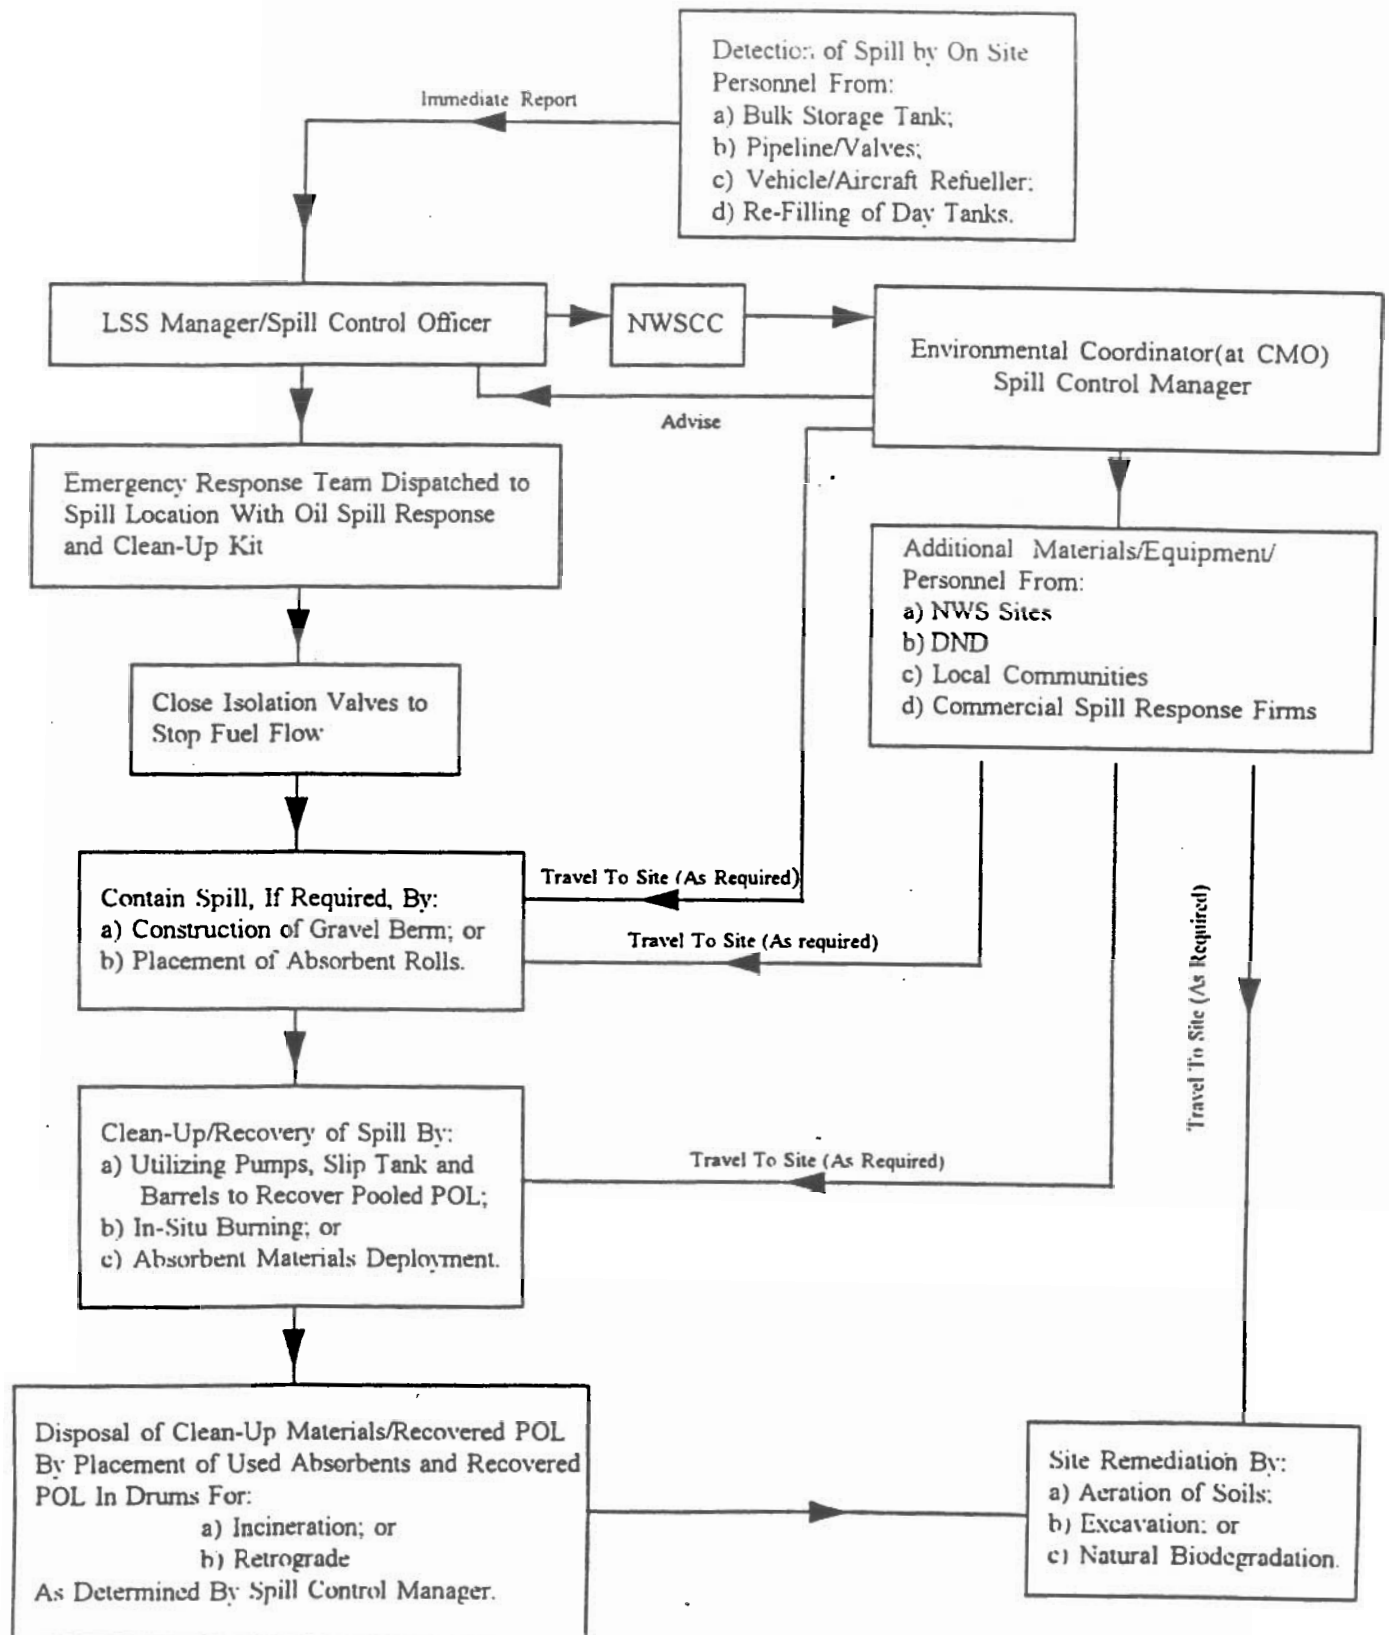 Detection of Spill by On Site
Personnel From:
a) Bulk Storage Tank;
b) Pipeline/Valves;
c) Vehicle/Aircraft Refueller;
d) Re-Filling of Day Tanks.
Immediate Report
LSS Manager/Spill Control Officer
NWSCC
Environmental Coordinator(at CMO)
Spill Control Manager
Advise
Emergency Response Team Dispatched to
Spill Location With Oil Spill Response
and Clean-Up Kit
Additional Materials/Equipment/
Personnel From:
a) NWS Sites
b) DND
c) Local Communities
d) Commercial Spill Response Firms
Close Isolation Valves to
Stop Fuel Flow
Contain Spill, If Required, By:
a) Construction of Gravel Berm; or
b) Placement of Absorbent Rolls.
Travel To Site (As Required)
Travel To Site (As required)
Travel To Site (As Required)
Clean-Up/Recovery of Spill By:
a) Utilizing Pumps, Slip Tank and
Barrels to Recover Pooled POL;
b) In-Situ Burning; or
c) Absorbent Materials Deployment.
Travel To Site (As Required)
Disposal of Clean-Up Materials/Recovered POL
By Placement of Used Absorbents and Recovered
POL In Drums For:
a) Incineration; or
b) Retrograde
As Determined By Spill Control Manager.
Site Remediation By:
a) Aeration of Soils;
b) Excavation; or
c) Natural Biodegradation.